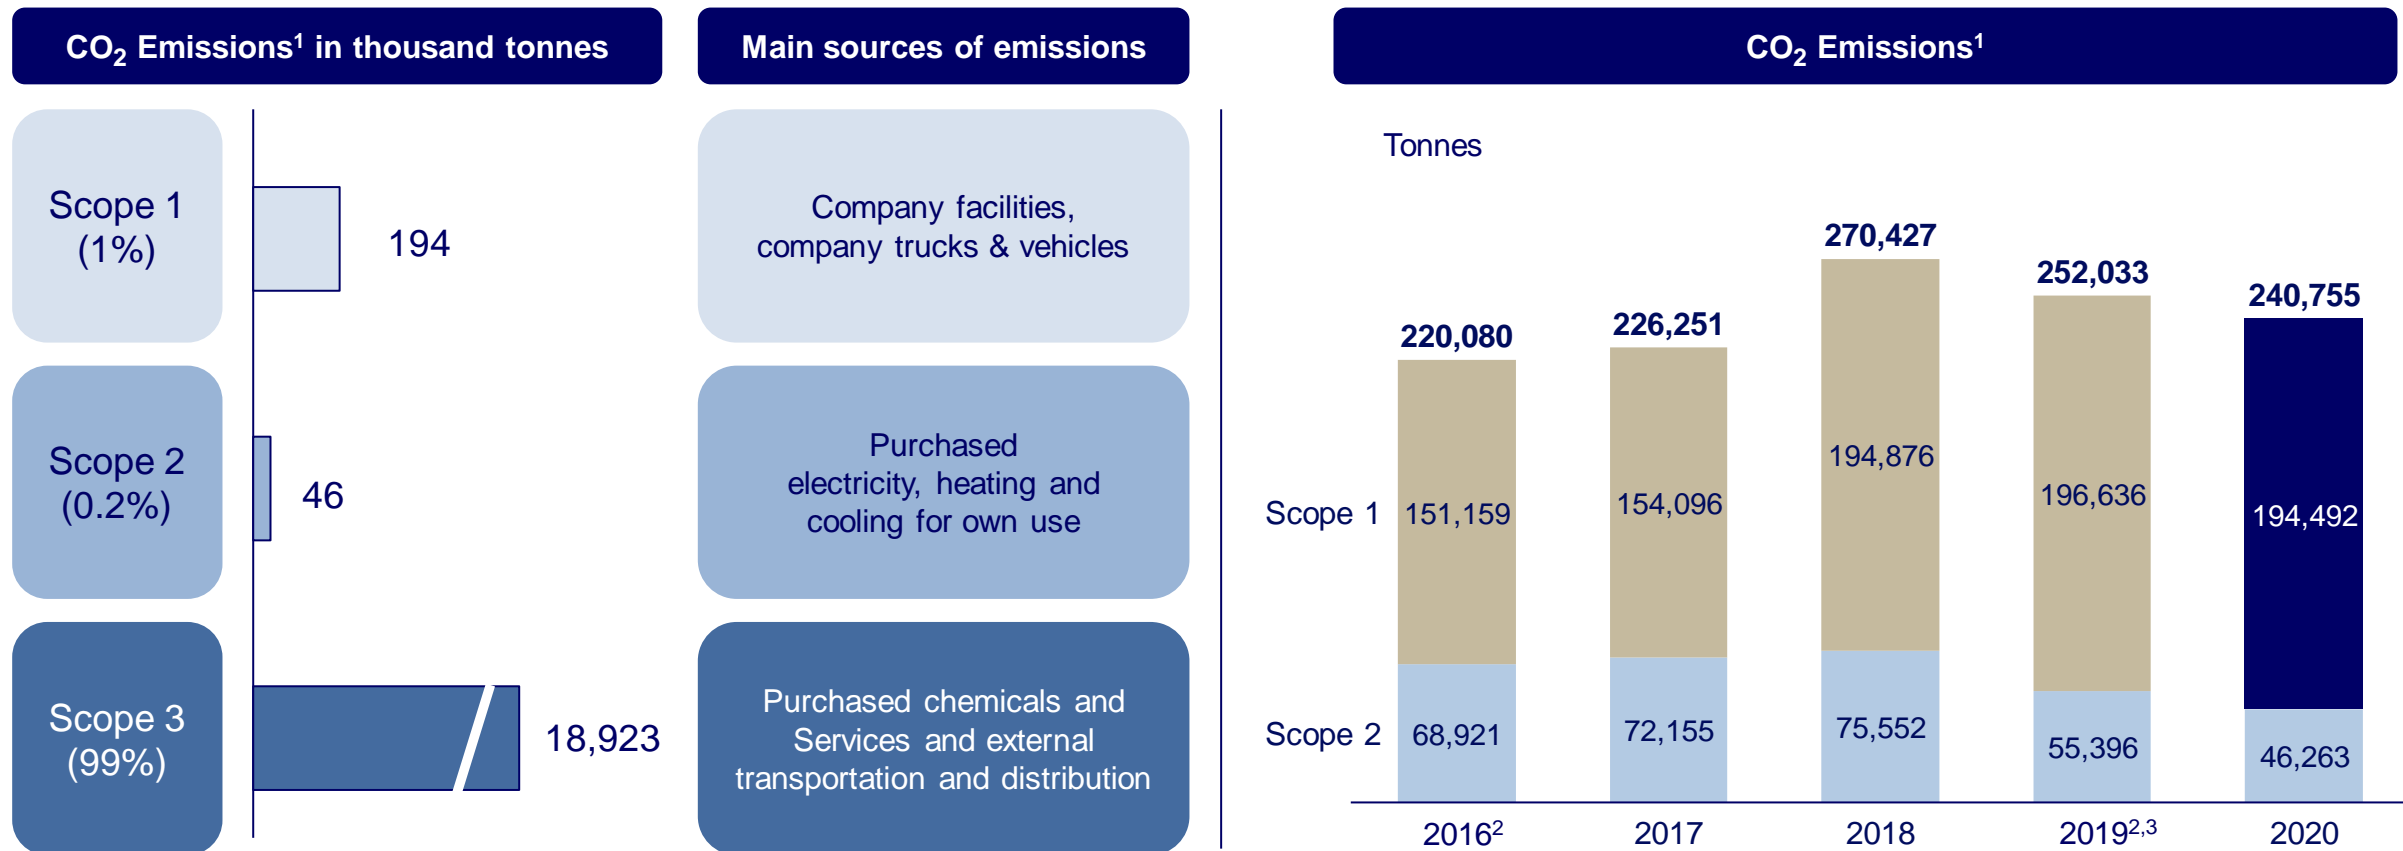 CO₂ Emissions¹ in thousand tonnes
Main sources of emissions
CO₂ Emissions¹
Scope 1
(1%)
194
Company facilities,
company trucks & vehicles
Scope 2
(0.2%)
46
Purchased
electricity, heating and
cooling for own use
Scope 3
(99%)
18,923
Purchased chemicals and
Services and external
transportation and distribution
Tonnes
220,080
226,251
270,427
252,033
240,755
Scope 1
151,159
154,096
194,876
196,636
194,492
Scope 2
68,921
72,155
75,552
55,396
46,263
2016²
2017
2018
2019²,³
2020